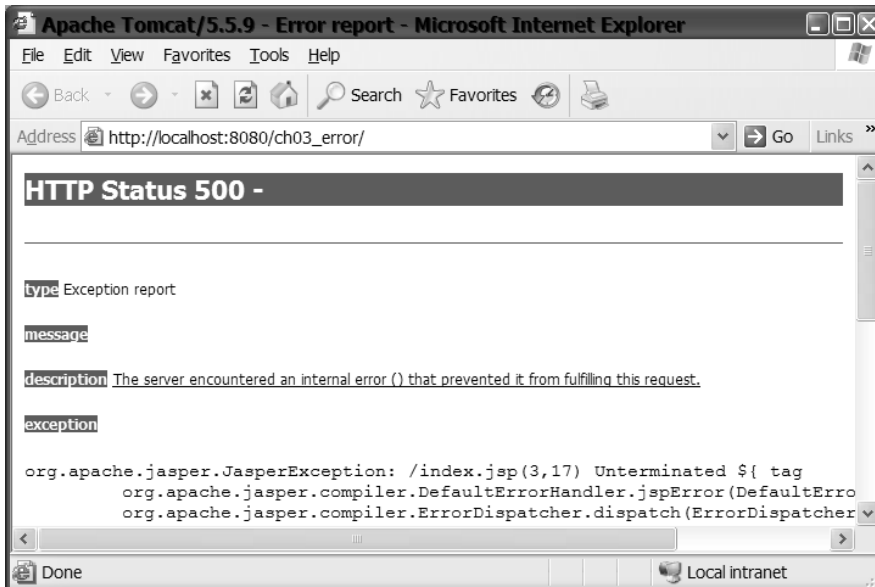 Apache Tomcat/5.5.9 - Error report - Microsoft Internet Explorer
File Edit View Favorites Tools Help
Back Search Favorites
Address http://localhost:8080/ch03_error/ Go Links »
HTTP Status 500 -
type Exception report
message
description The server encountered an internal error () that prevented it from fulfilling this request.
exception
org.apache.jasper.JasperException: /index.jsp(3,17) Unterminated ${ tag
org.apache.jasper.compiler.DefaultErrorHandler.jspError(DefaultErro
org.apache.jasper.compiler.ErrorDispatcher.dispatch(ErrorDispatcher
Done Local intranet